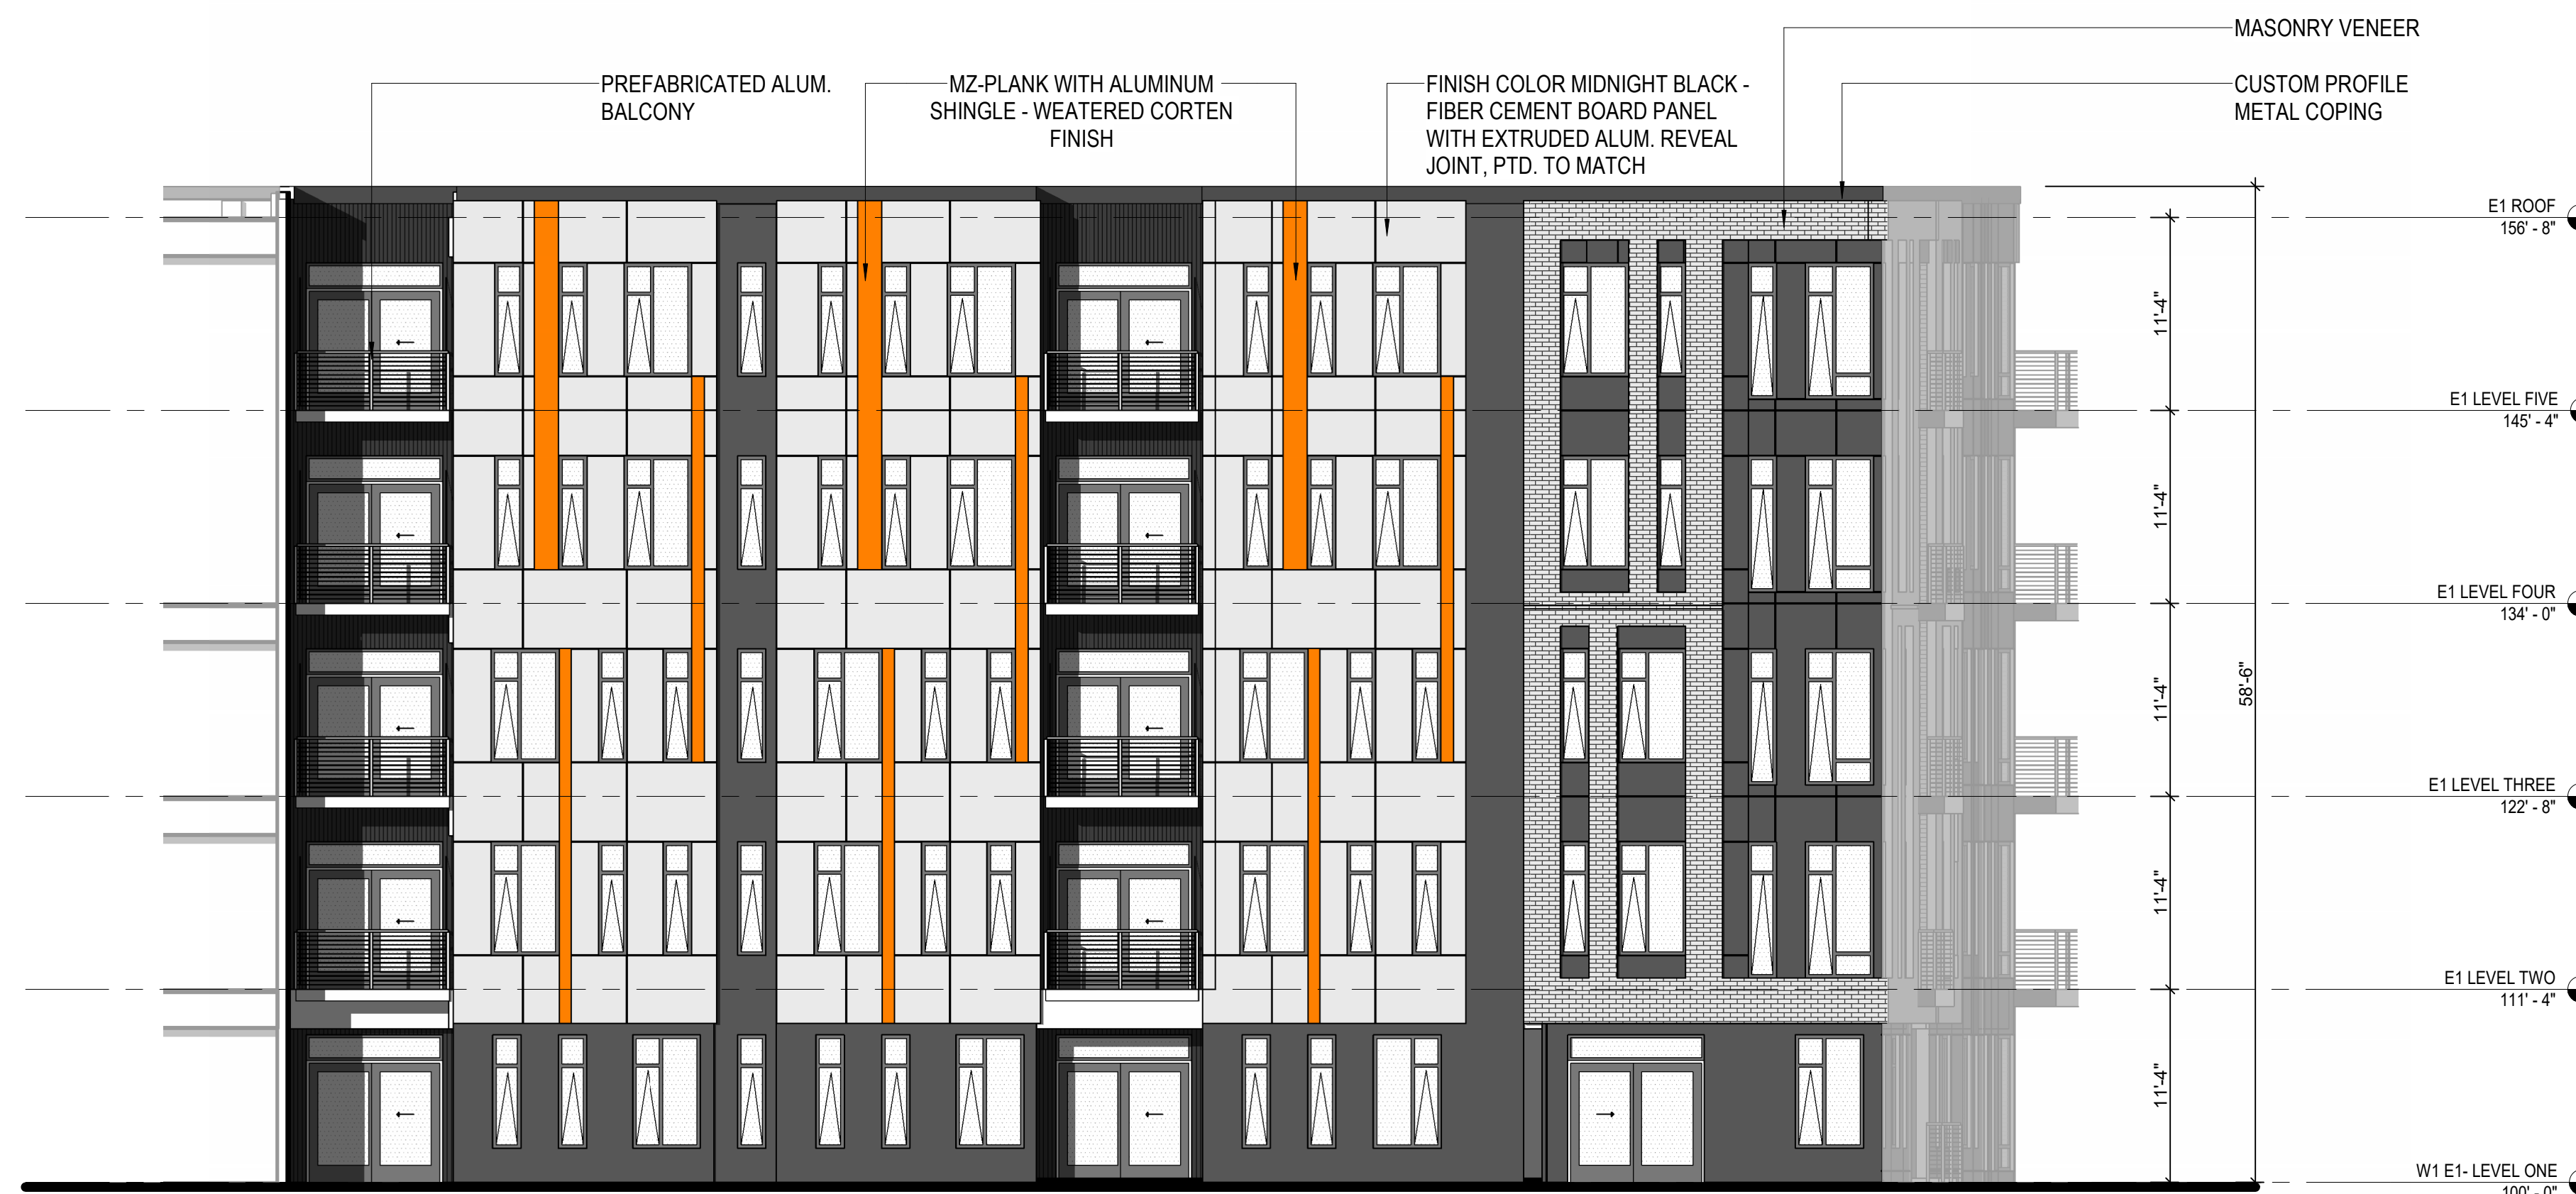 MASONRY VENEER
PREFABRICATED ALUM.
BALCONY
MZ-PLANK WITH ALUMINUM
SHINGLE - WEATERED CORTEN
FINISH
FINISH COLOR MIDNIGHT BLACK -
FIBER CEMENT BOARD PANEL
WITH EXTRUDED ALUM. REVEAL
JOINT, PTD. TO MATCH
CUSTOM PROFILE
METAL COPING
E1 ROOF
156' - 8"
11'-4"
E1 LEVEL FIVE
145' - 4"
11'-4"
E1 LEVEL FOUR
134' - 0"
11'-4"
58'-6"
E1 LEVEL THREE
122' - 8"
11'-4"
E1 LEVEL TWO
111' - 4"
11'-4"
W1 E1- LEVEL ONE
100' - 0"